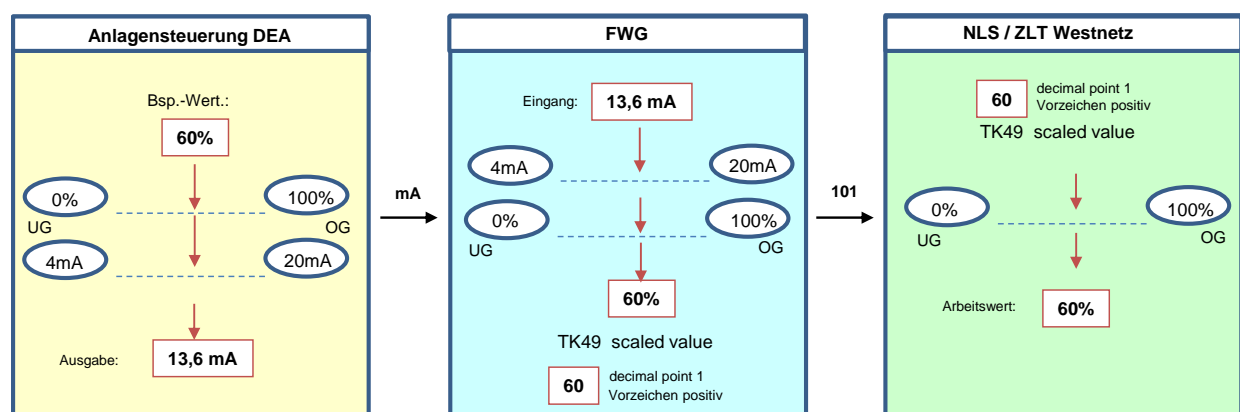 Anlagensteuerung DEA
Bsp.-Wert.:
60%
0%
100%
UG
OG
4mA
20mA
Ausgabe:
13,6 mA
mA
FWG
Eingang:
13,6 mA
4mA
20mA
0%
100%
UG
OG
60%
TK49 scaled value
60
decimal point 1
Vorzeichen positiv
101
NLS / ZLT Westnetz
60
decimal point 1
Vorzeichen positiv
TK49 scaled value
0%
100%
UG
OG
Arbeitswert:
60%